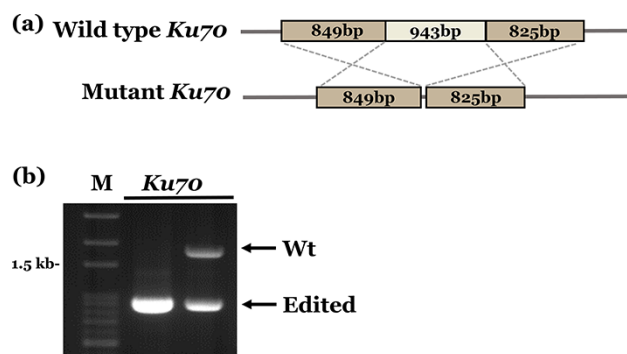 (a)
Wild type Ku70
849bp
943bp
825bp
Mutant Ku70
849bp
825bp
(b)
M
Ku70
1.5 kb-
Wt
Edited